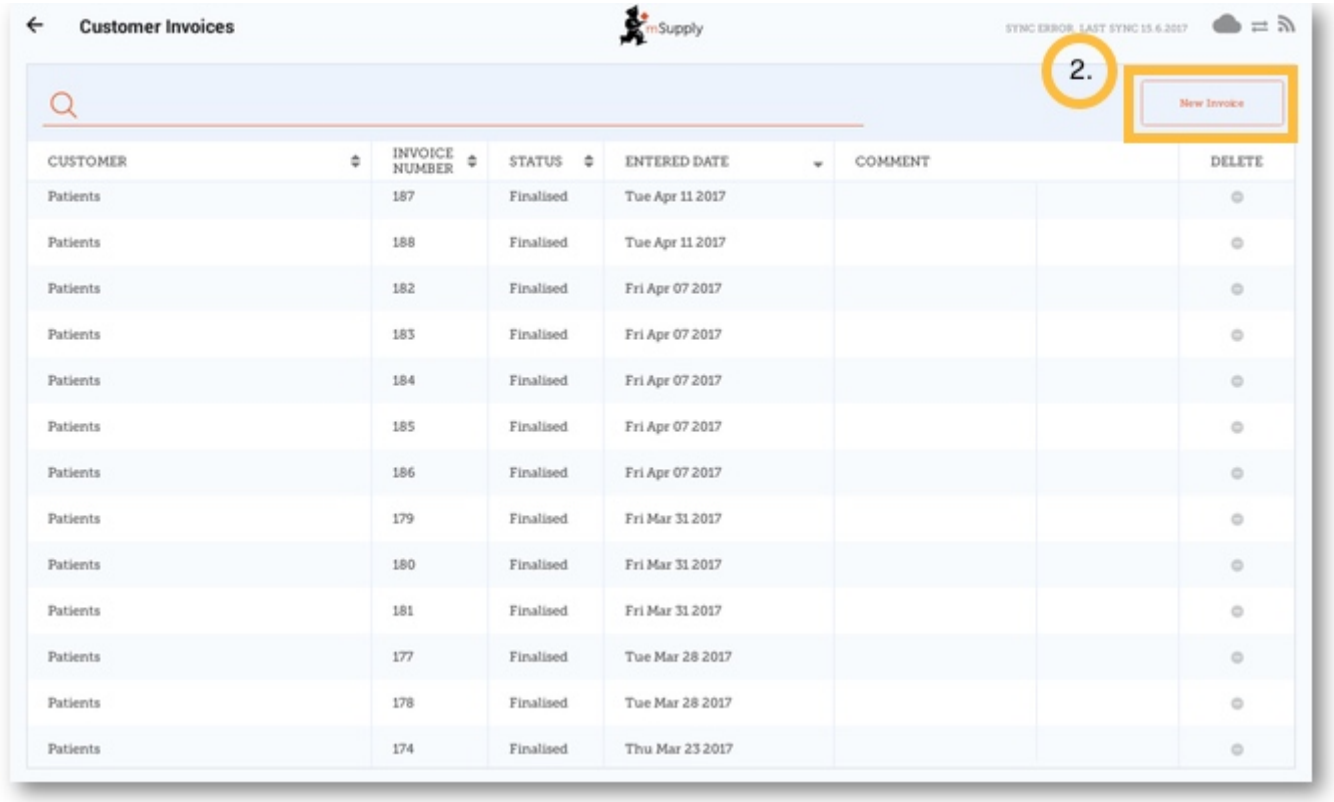 Customer Invoices mSupply SYNC ERROR. LAST SYNC 15.6.2017
2.
New Invoice
CUSTOMER INVOICE NUMBER STATUS ENTERED DATE COMMENT DELETE
Patients 187 Finalised Tue Apr 11 2017
Patients 188 Finalised Tue Apr 11 2017
Patients 182 Finalised Fri Apr 07 2017
Patients 183 Finalised Fri Apr 07 2017
Patients 184 Finalised Fri Apr 07 2017
Patients 185 Finalised Fri Apr 07 2017
Patients 186 Finalised Fri Apr 07 2017
Patients 179 Finalised Fri Mar 31 2017
Patients 180 Finalised Fri Mar 31 2017
Patients 181 Finalised Fri Mar 31 2017
Patients 177 Finalised Tue Mar 28 2017
Patients 178 Finalised Tue Mar 28 2017
Patients 174 Finalised Thu Mar 23 2017